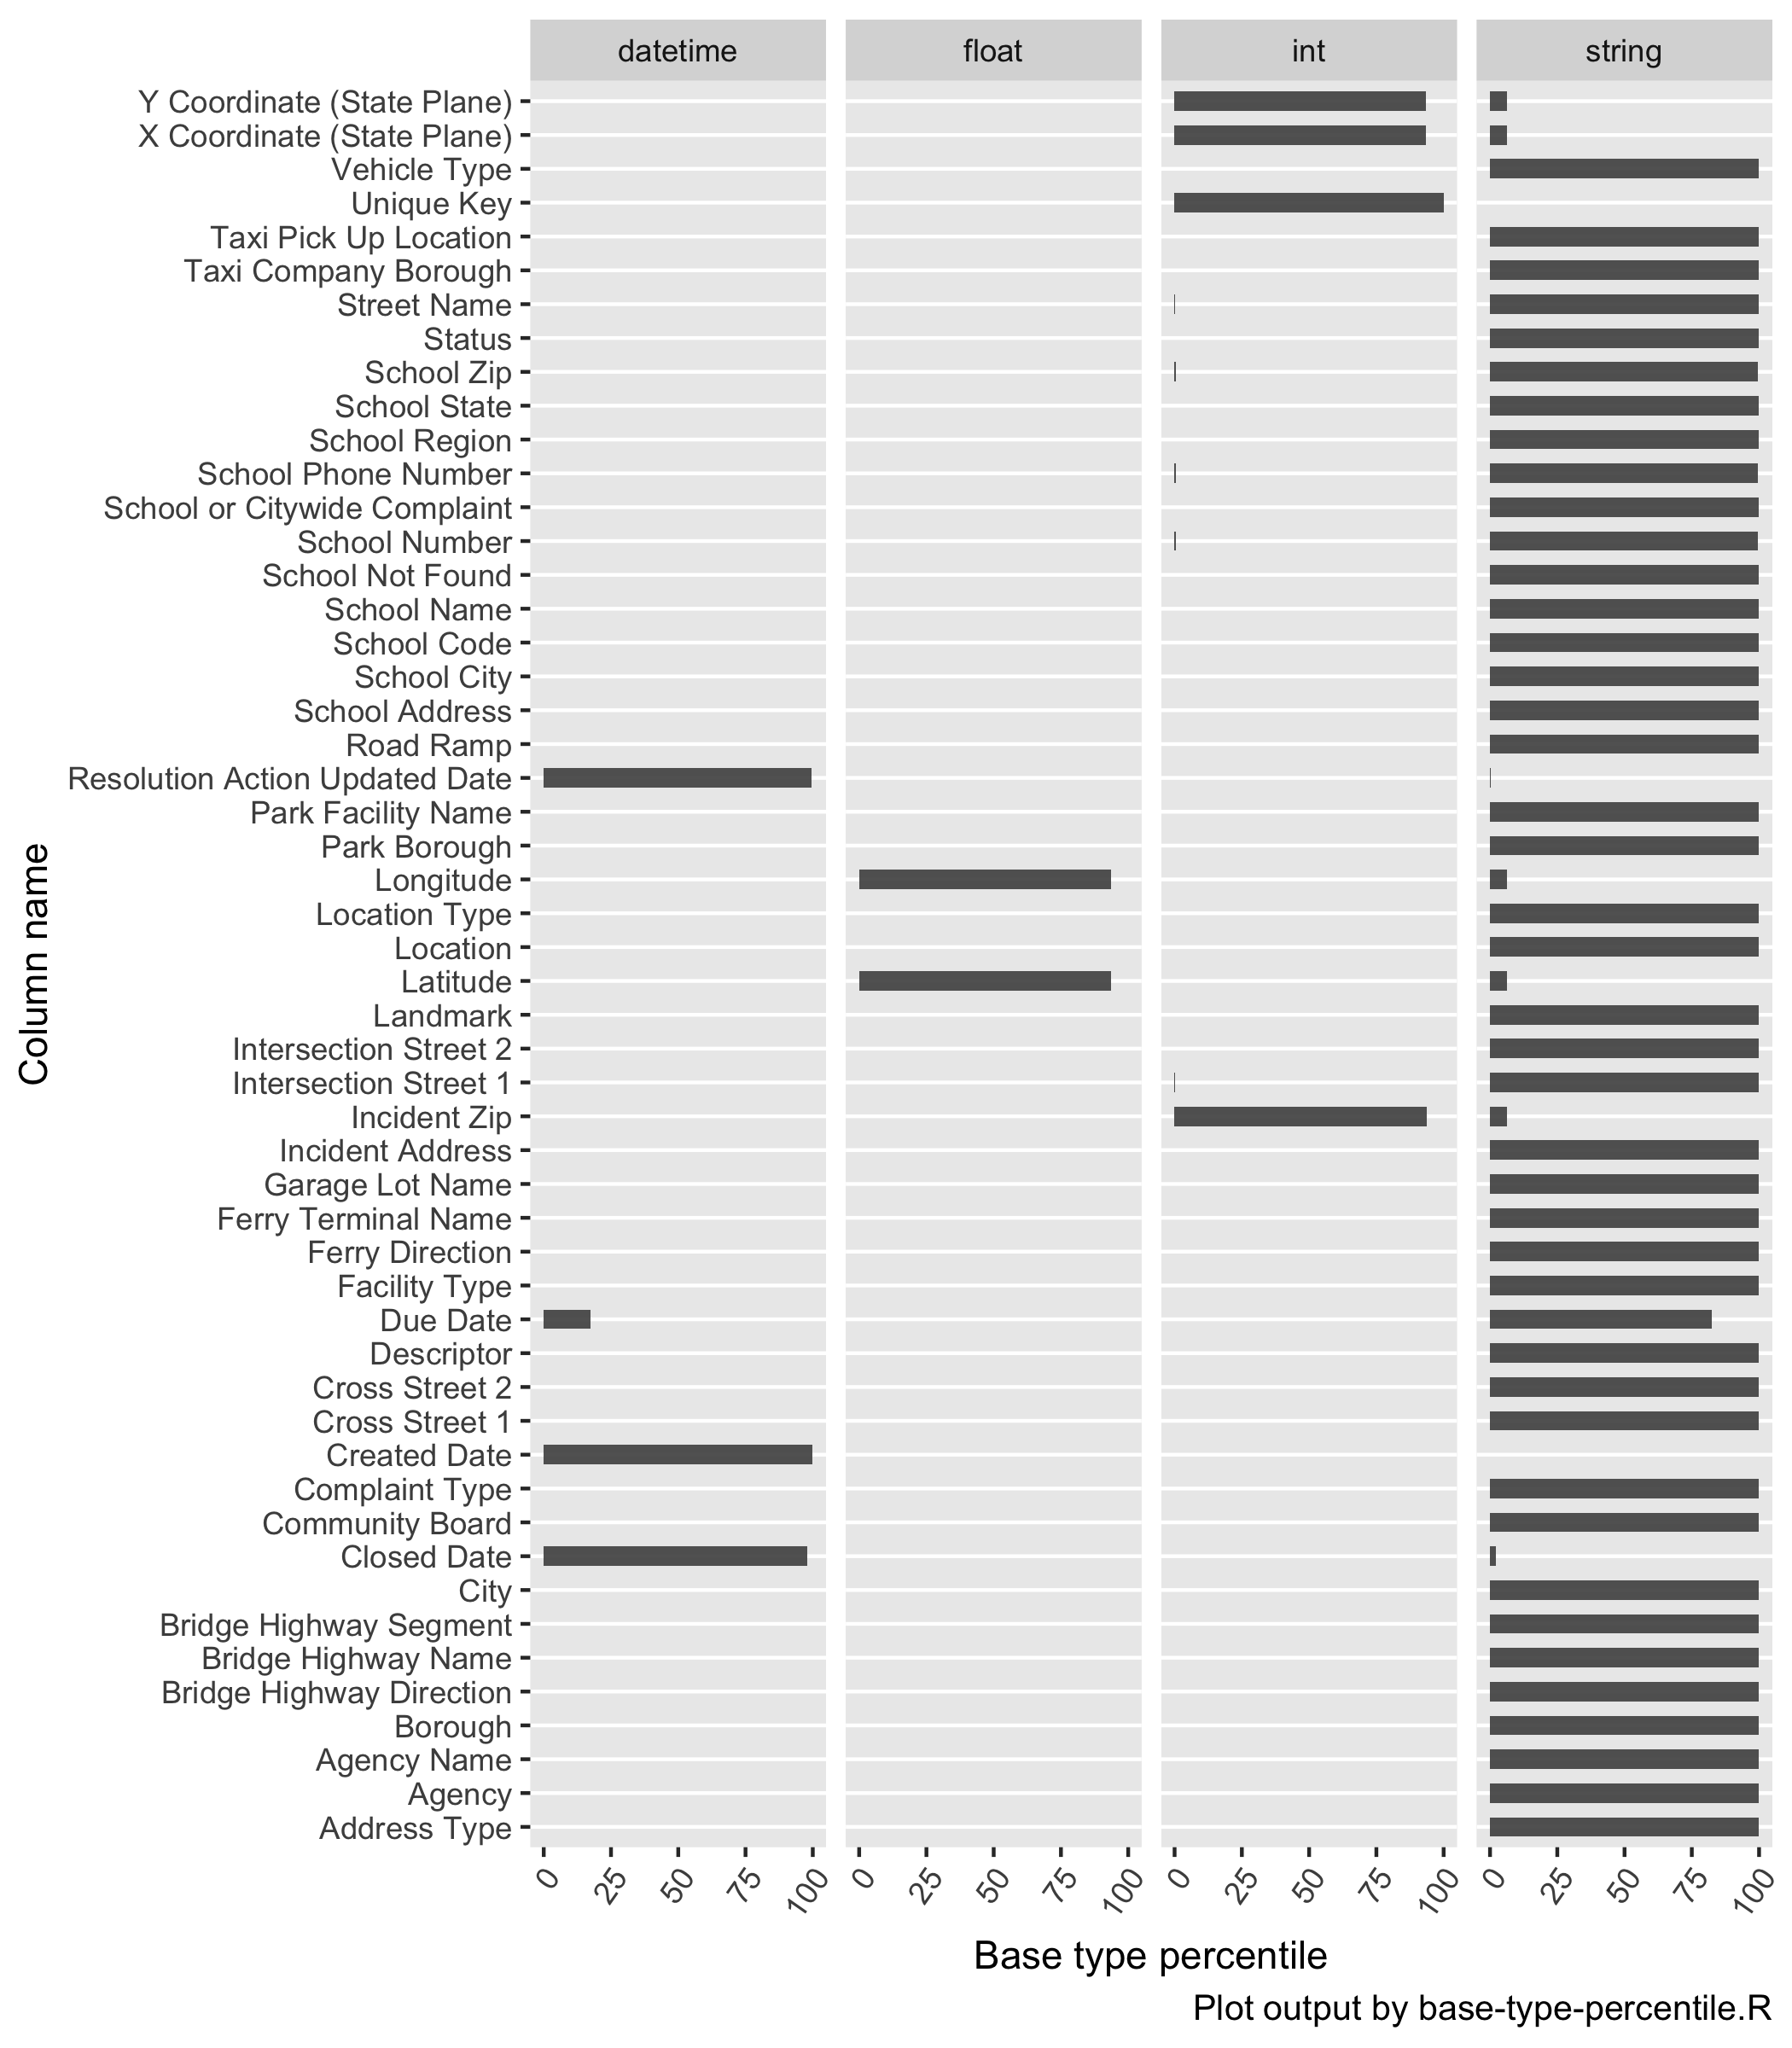 datetime float int string
Y Coordinate (State Plane)
X Coordinate (State Plane)
Vehicle Type
Unique Key
Taxi Pick Up Location
Taxi Company Borough
Street Name
Status
School Zip
School State
School Region
School Phone Number
School or Citywide Complaint
School Number
School Not Found
School Name
School Code
School City
School Address
Road Ramp
Resolution Action Updated Date
Park Facility Name
Park Borough
Longitude
Location Type
Location
Latitude
Landmark
Intersection Street 2
Intersection Street 1
Incident Zip
Incident Address
Garage Lot Name
Ferry Terminal Name
Ferry Direction
Facility Type
Due Date
Descriptor
Cross Street 2
Cross Street 1
Created Date
Complaint Type
Community Board
Closed Date
City
Bridge Highway Segment
Bridge Highway Name
Bridge Highway Direction
Borough
Agency Name
Agency
Address Type
Column name
0 25 50 75 100 0 25 50 75 100 0 25 50 75 100 0 25 50 75 100
Base type percentile
Plot output by base-type-percentile.R